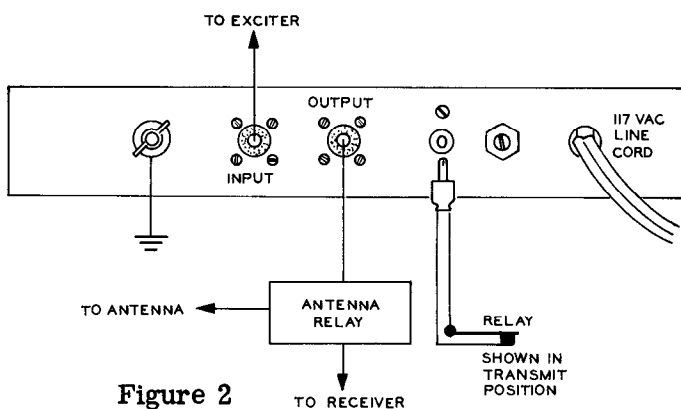 TO EXCITER
OUTPUT
117 VAC
LINE
CORD
INPUT
TO ANTENNA
ANTENNA
RELAY
RELAY
SHOWN IN
TRANSMIT
POSITION
Figure 2
TO RECEIVER